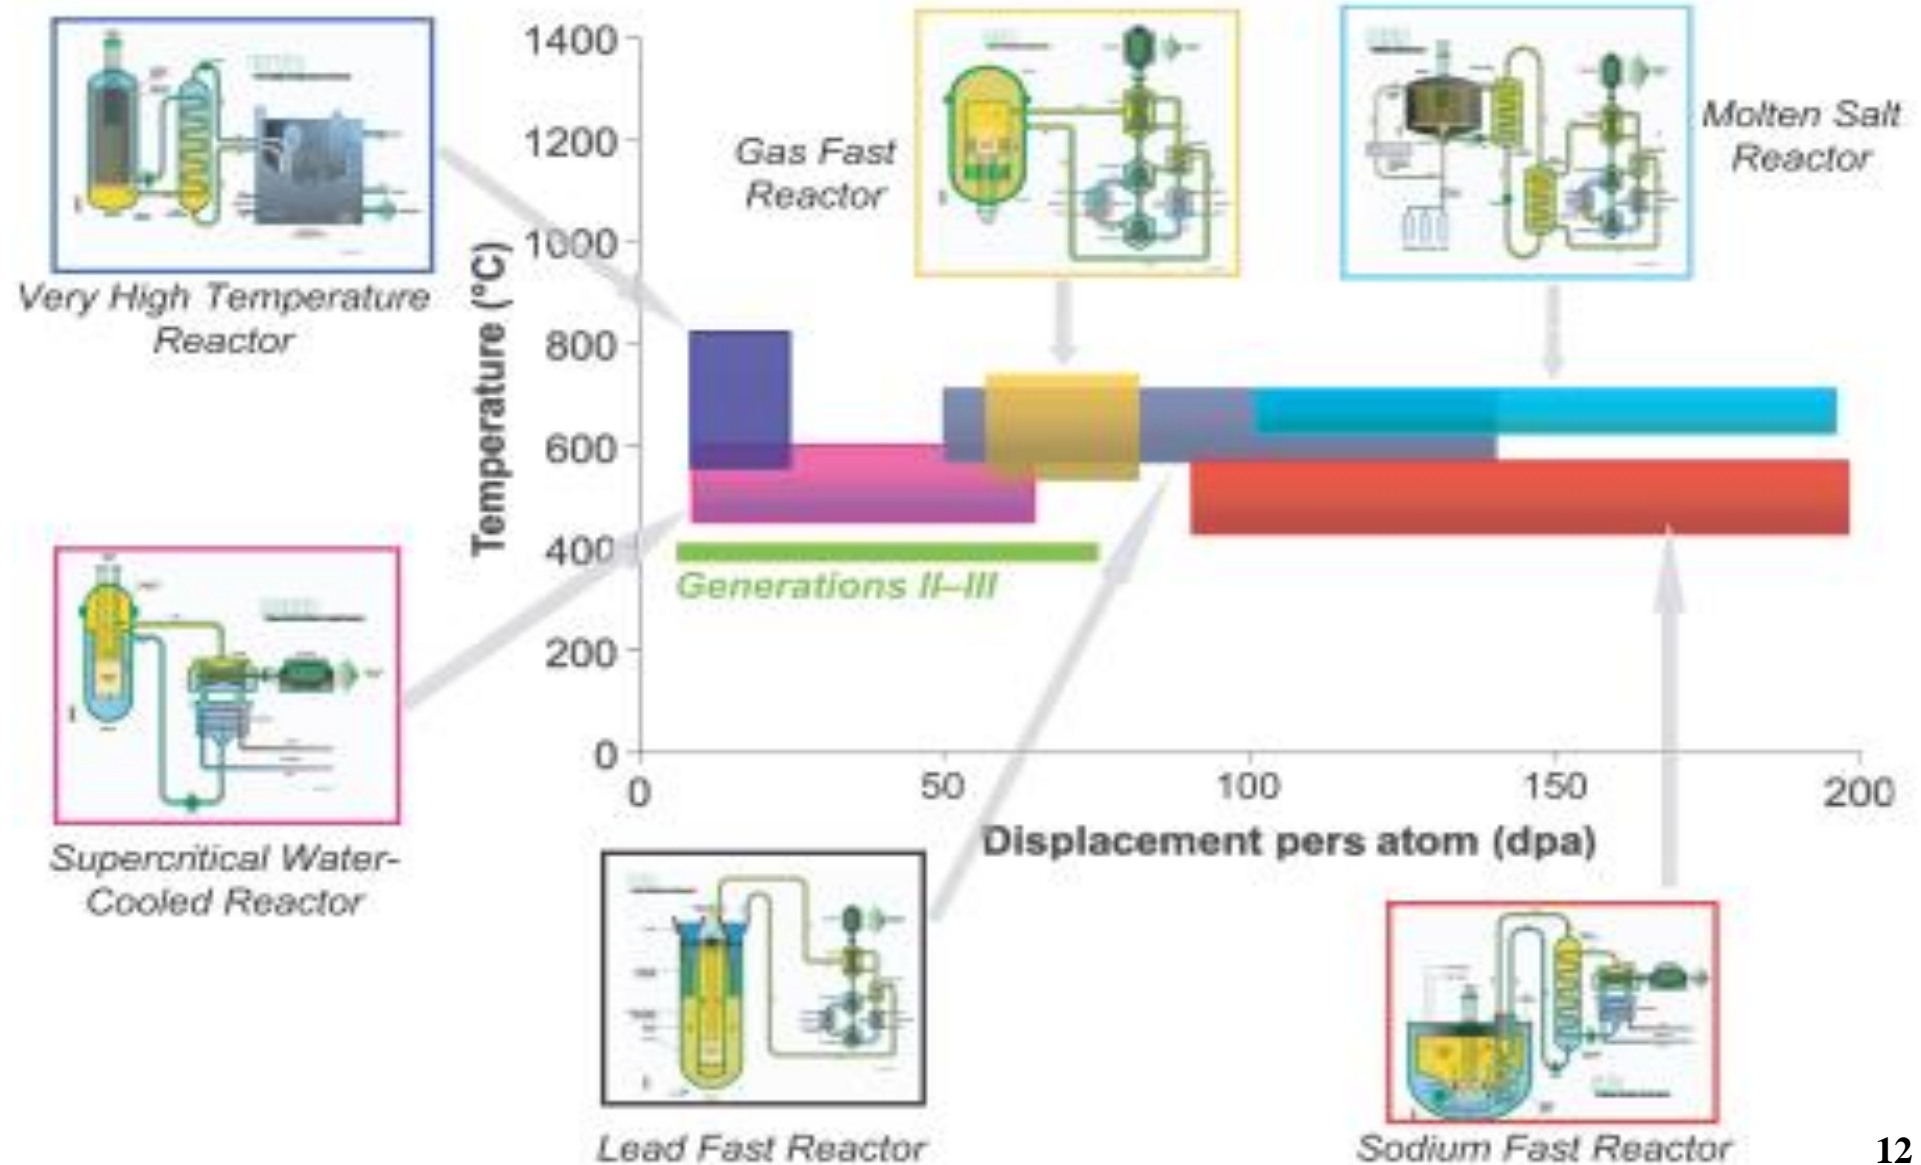 1400
1200
1000
800
600
400
200
0
Temperature (°C)
0
50
100
150
200
Displacement pers atom (dpa)
Very High Temperature
Reactor
Gas Fast
Reactor
Molten Salt
Reactor
Generations II–III
Supercritical Water-
Cooled Reactor
Lead Fast Reactor
Sodium Fast Reactor
12